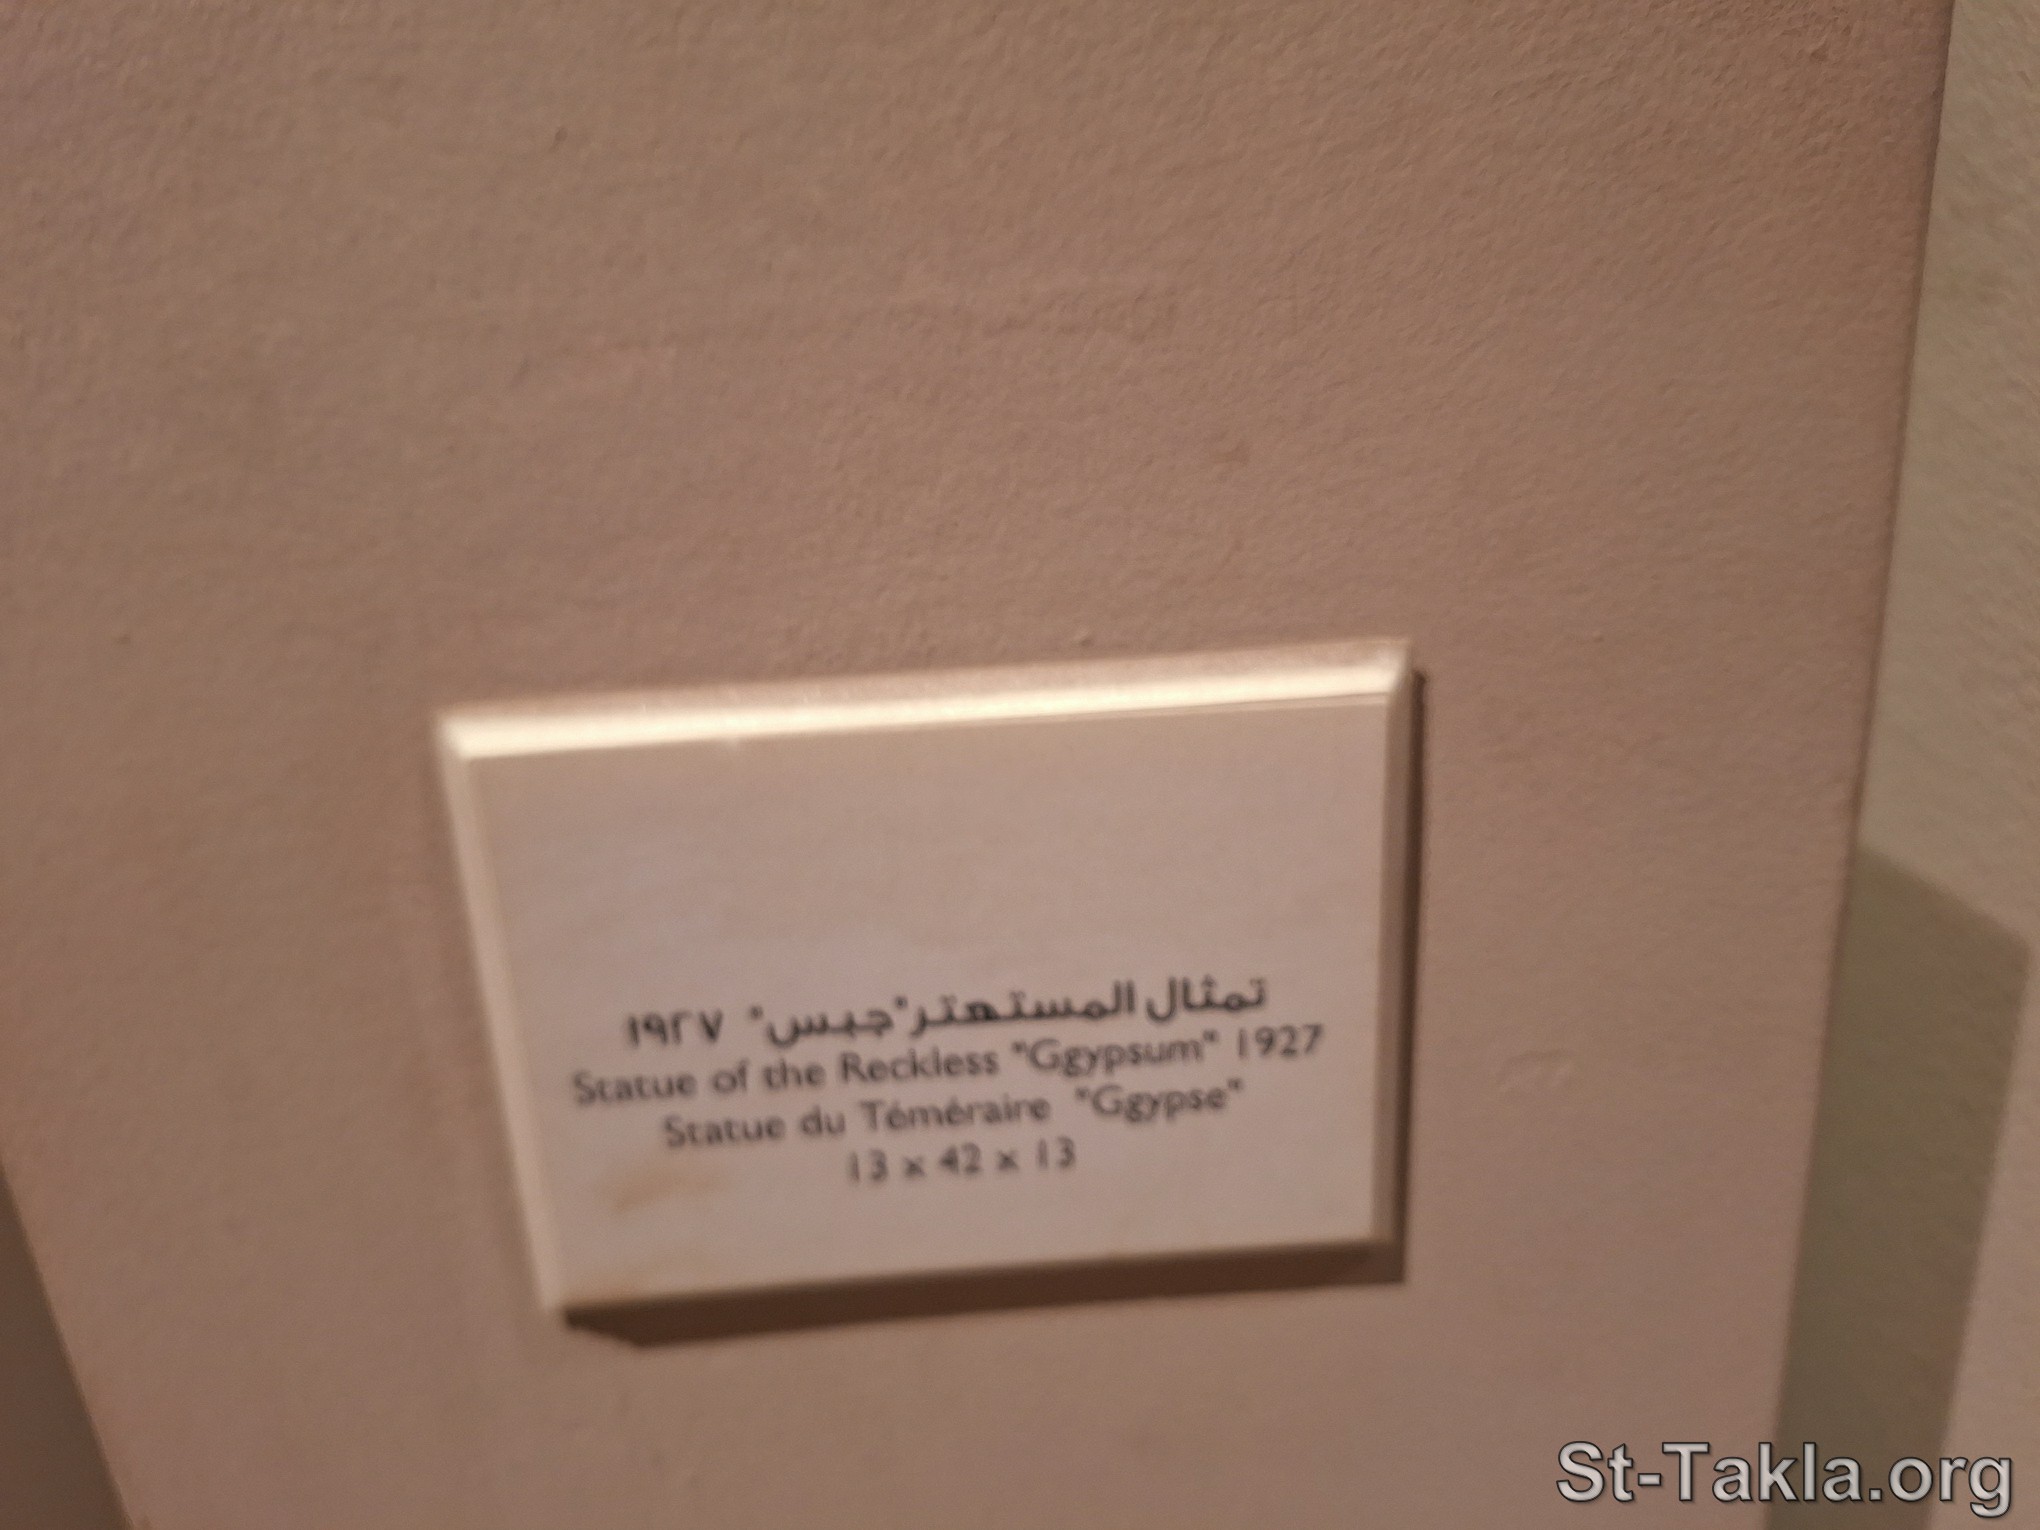 تمثال المستهتر"جبس" ١٩٢٧
Statue of the Reckless "Ggypsum" 1927
Statue du Téméraire "Ggypse"
13 x 42 x 13
St-Takla.org